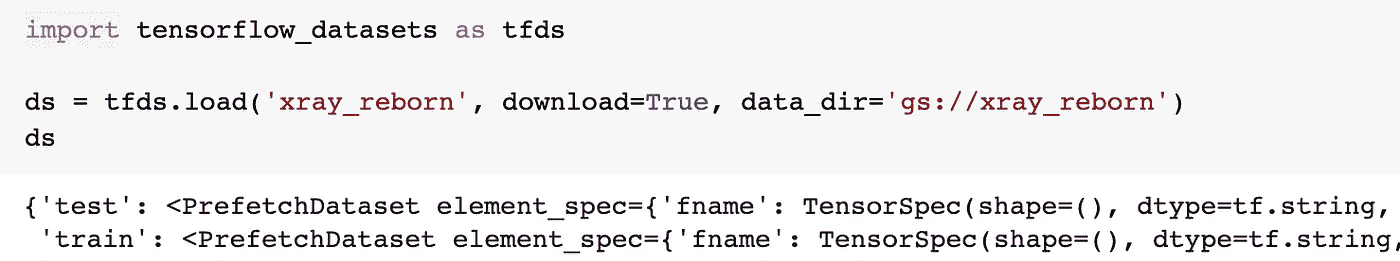 import tensorflow_datasets as tfds
ds = tfds.load('xray_reborn', download=True, data_dir='gs://xray_reborn')
ds
{'test': <PrefetchDataset element_spec={'fname': TensorSpec(shape=(), dtype=tf.string,
'train': <PrefetchDataset element_spec={'fname': TensorSpec(shape=(), dtype=tf.string,